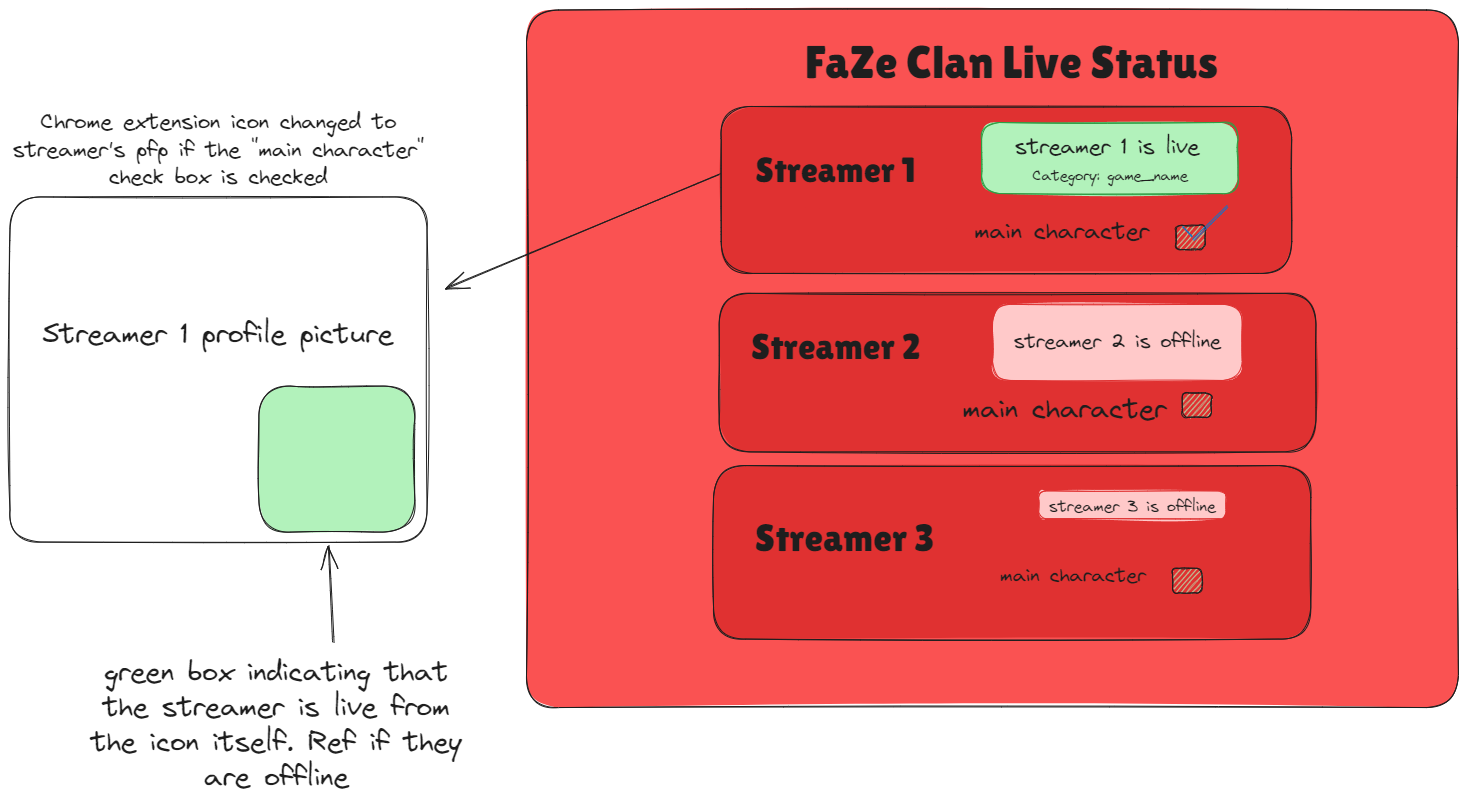 FaZe Clan Live Status
Chrome extension icon changed to
streamer's pfp if the "main character"
check box is checked
Streamer 1 profile picture
green box indicating that
the streamer is live from
the icon itself. Ref if they
are offline
Streamer 1
streamer 1 is live
Category: game_name
main character
Streamer 2
streamer 2 is offline
main character
Streamer 3
streamer 3 is offline
main character